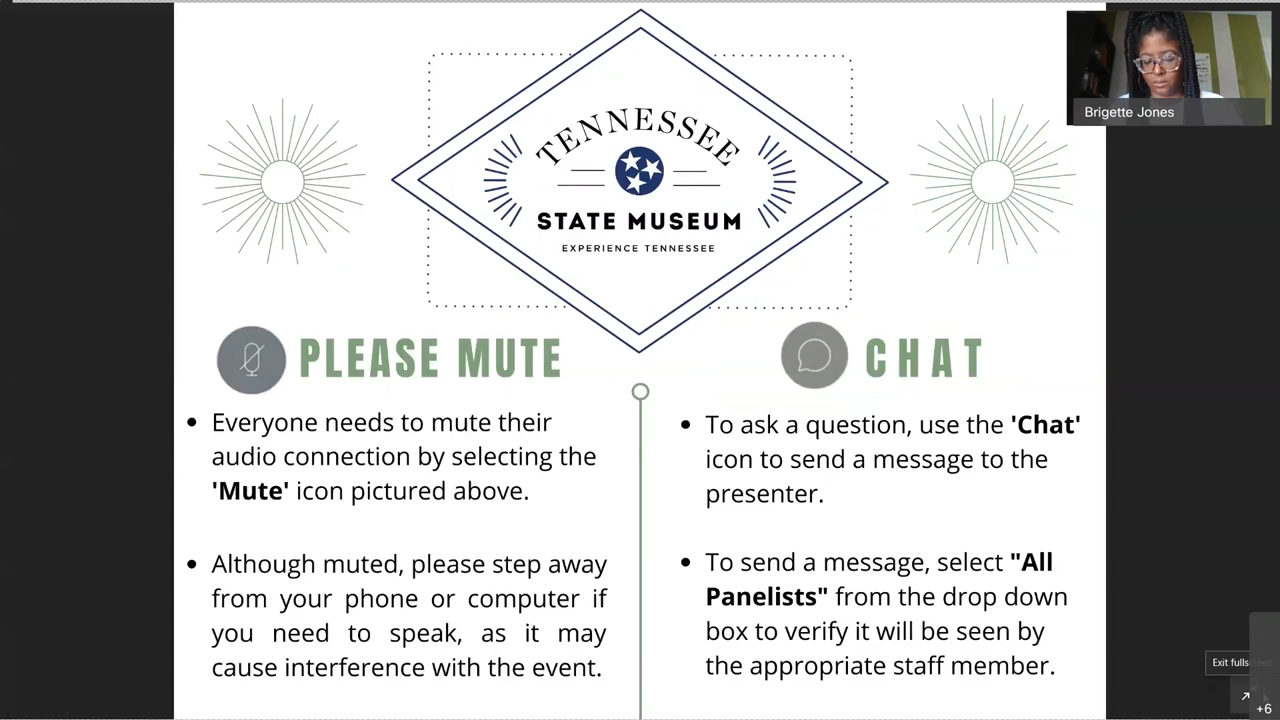 Brigette Jones
TENNESSEE
STATE MUSEUM
EXPERIENCE TENNESSEE
PLEASE MUTE
Everyone needs to mute their
audio connection by selecting the
'Mute' icon pictured above.
Although muted, please step away
from your phone or computer if
you need to speak, as it may
cause interference with the event.
CHAT
To ask a question, use the 'Chat'
icon to send a message to the
presenter.
To send a message, select "All
Panelists" from the drop down
box to verify it will be seen by
the appropriate staff member.
Exit fullscreen
+6